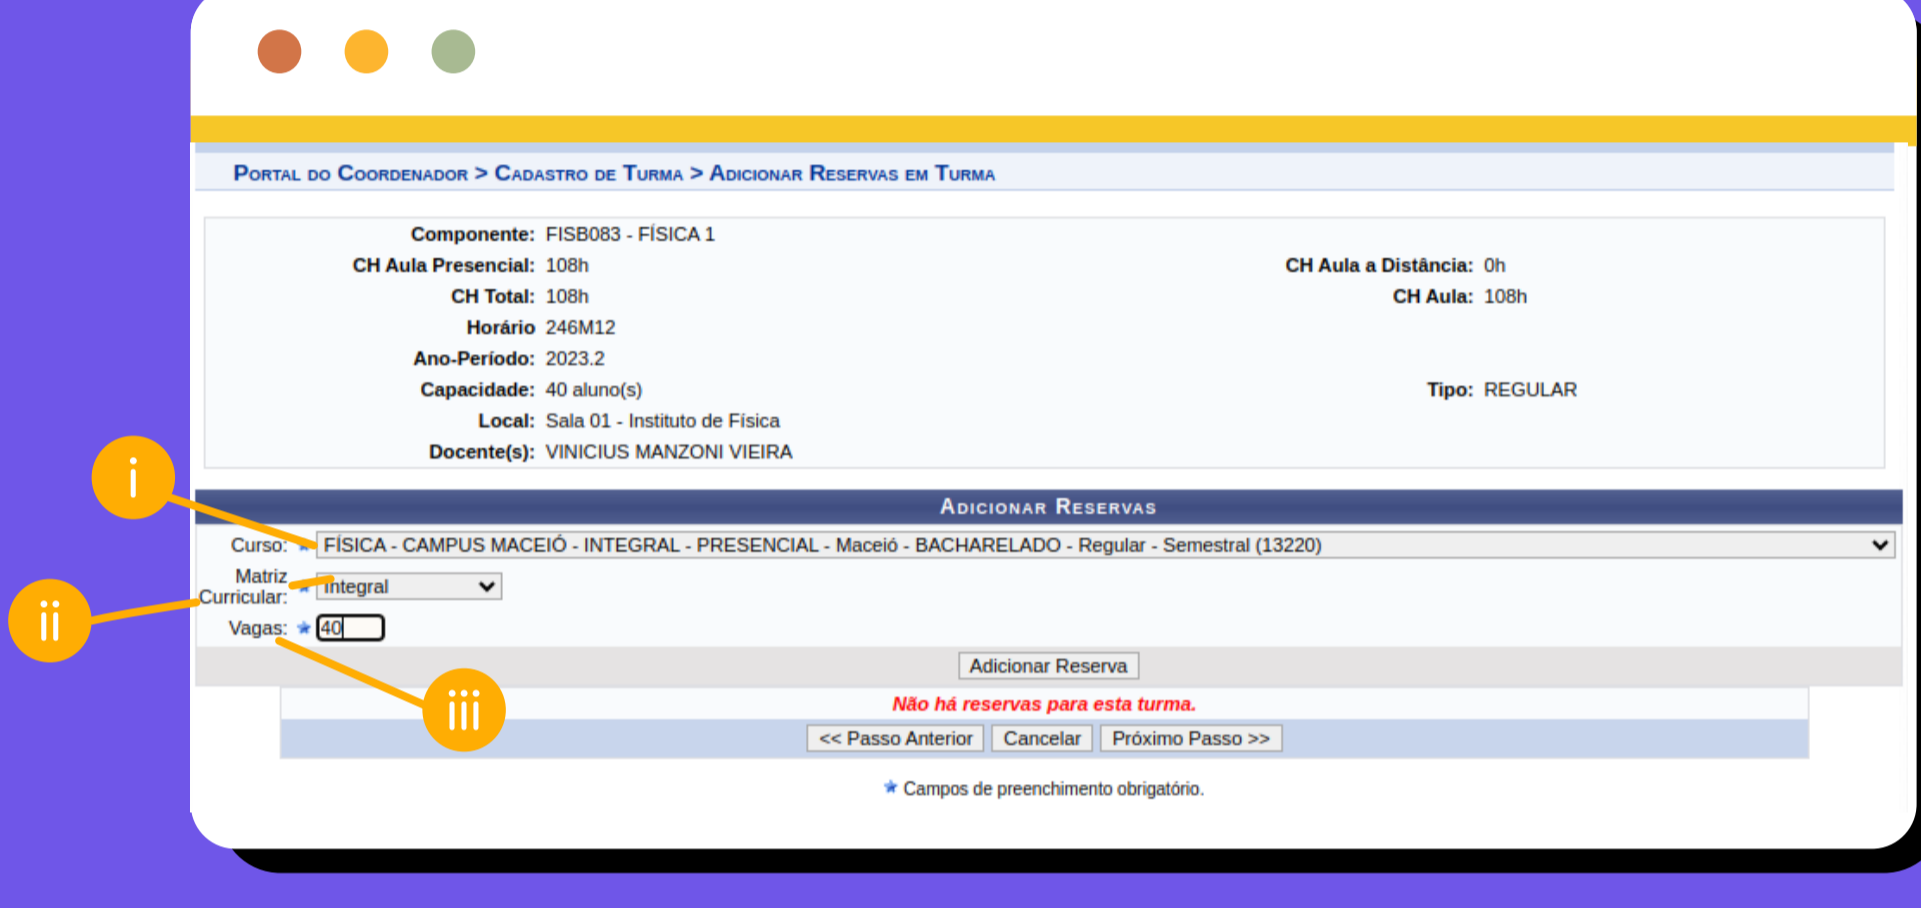 Portal do Coordenador > Cadastro de Turma > Adicionar Reservas em Turma
Componente: FISB083 - FÍSICA 1
CH Aula Presencial: 108h CH Aula a Distância: 0h
CH Total: 108h CH Aula: 108h
Horário 246M12
Ano-Período: 2023.2
Capacidade: 40 aluno(s) Tipo: REGULAR
Local: Sala 01 - Instituto de Física
Docente(s): VINICIUS MANZONI VIEIRA
i
Adicionar Reservas
Curso: FÍSICA - CAMPUS MACEIÓ - INTEGRAL - PRESENCIAL - Maceió - BACHARELADO - Regular - Semestral (13220)
Matriz
Curricular: Integral
ii
Vagas: 40
Adicionar Reserva
iii
Não há reservas para esta turma.
<< Passo Anterior Cancelar Próximo Passo >>
Campos de preenchimento obrigatório.